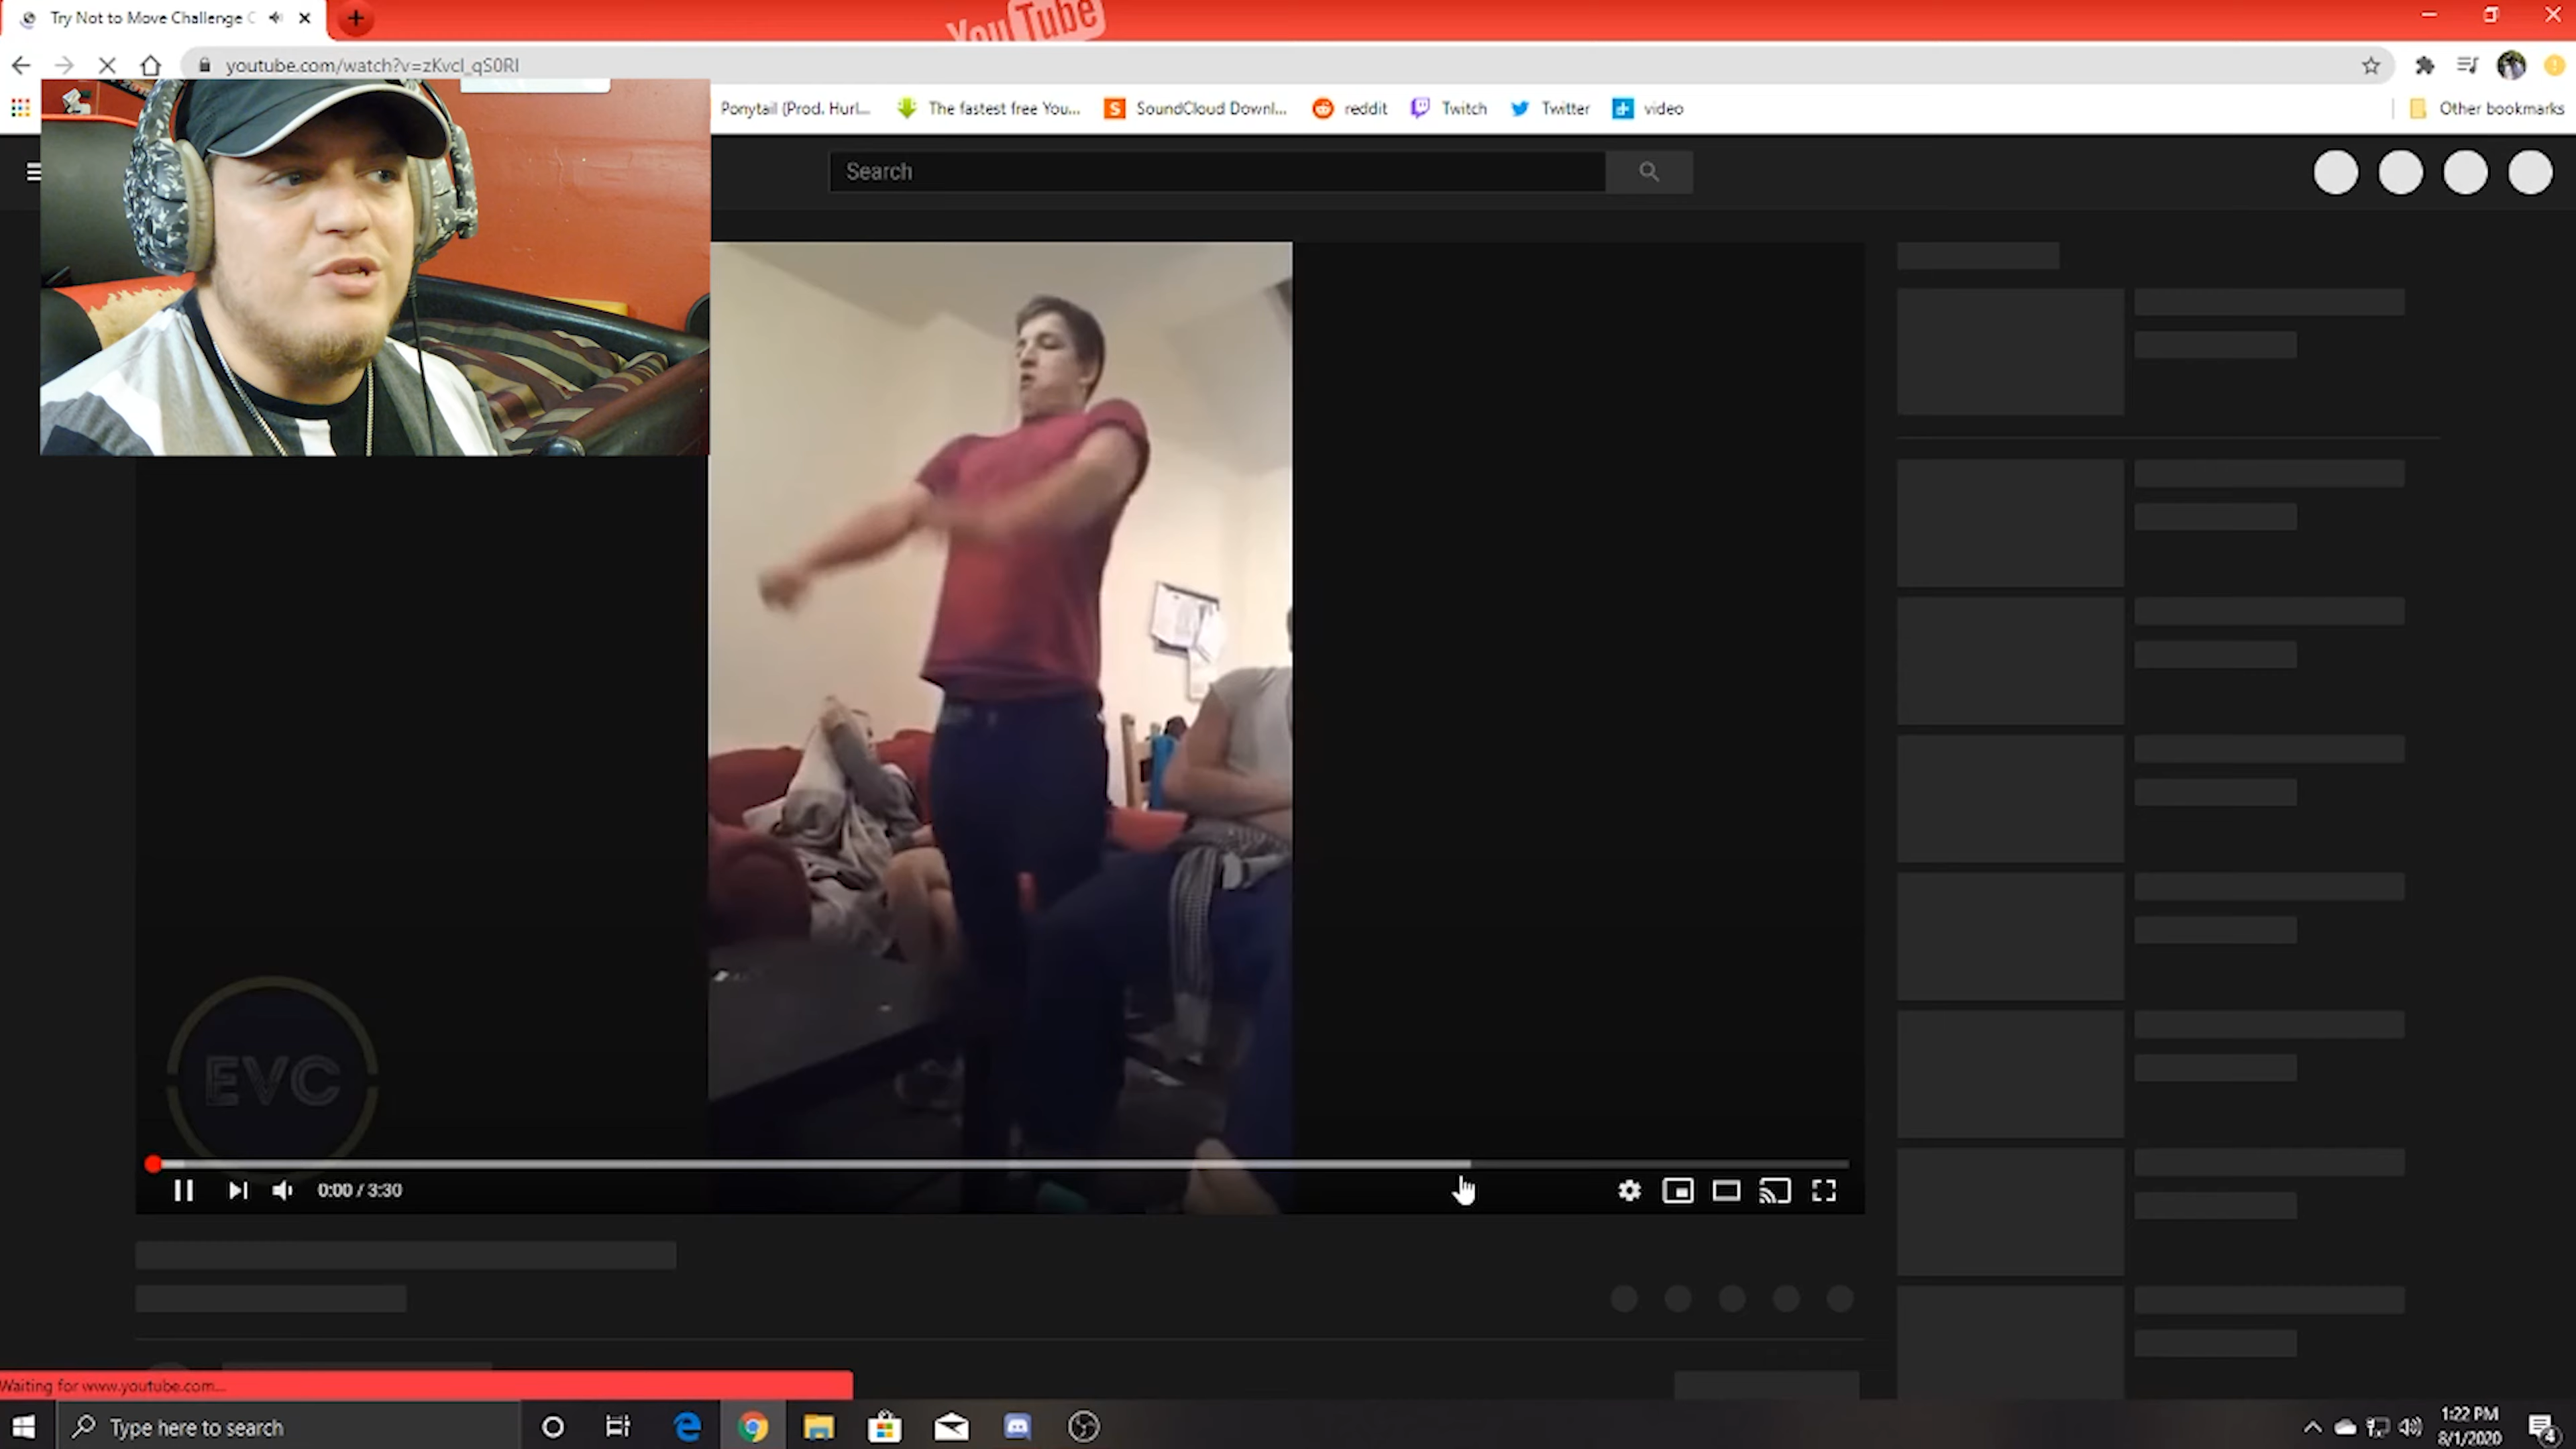 Try Not to Move Challenge C
YouTube
youtube.com/watch?v=zKvcl_qS0RI
Ponytail (Prod. Hurl...
The fastest free You...
SoundCloud Downl...
reddit
Twitch
Twitter
video
Other bookmarks
Search
EVC
0:00 / 3:30
Waiting for www.youtube.com...
Type here to search
1:22 PM
8/1/2020
4